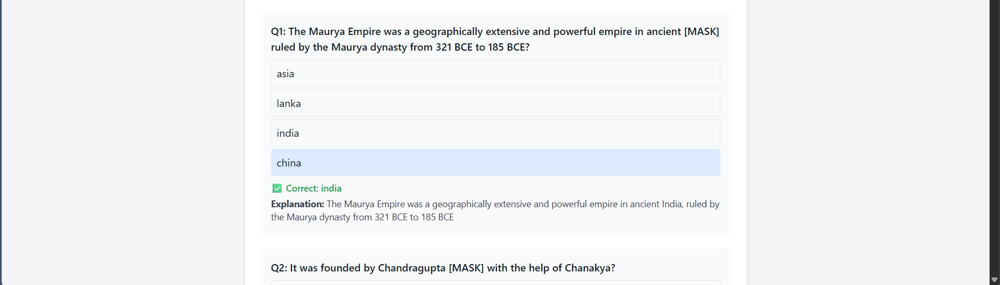 Q1: The Maurya Empire was a geographically extensive and powerful empire in ancient [MASK]
ruled by the Maurya dynasty from 321 BCE to 185 BCE?
asia
lanka
india
china
✅ Correct: india
Explanation: The Maurya Empire was a geographically extensive and powerful empire in ancient India, ruled by
the Maurya dynasty from 321 BCE to 185 BCE
Q2: It was founded by Chandragupta [MASK] with the help of Chanakya?